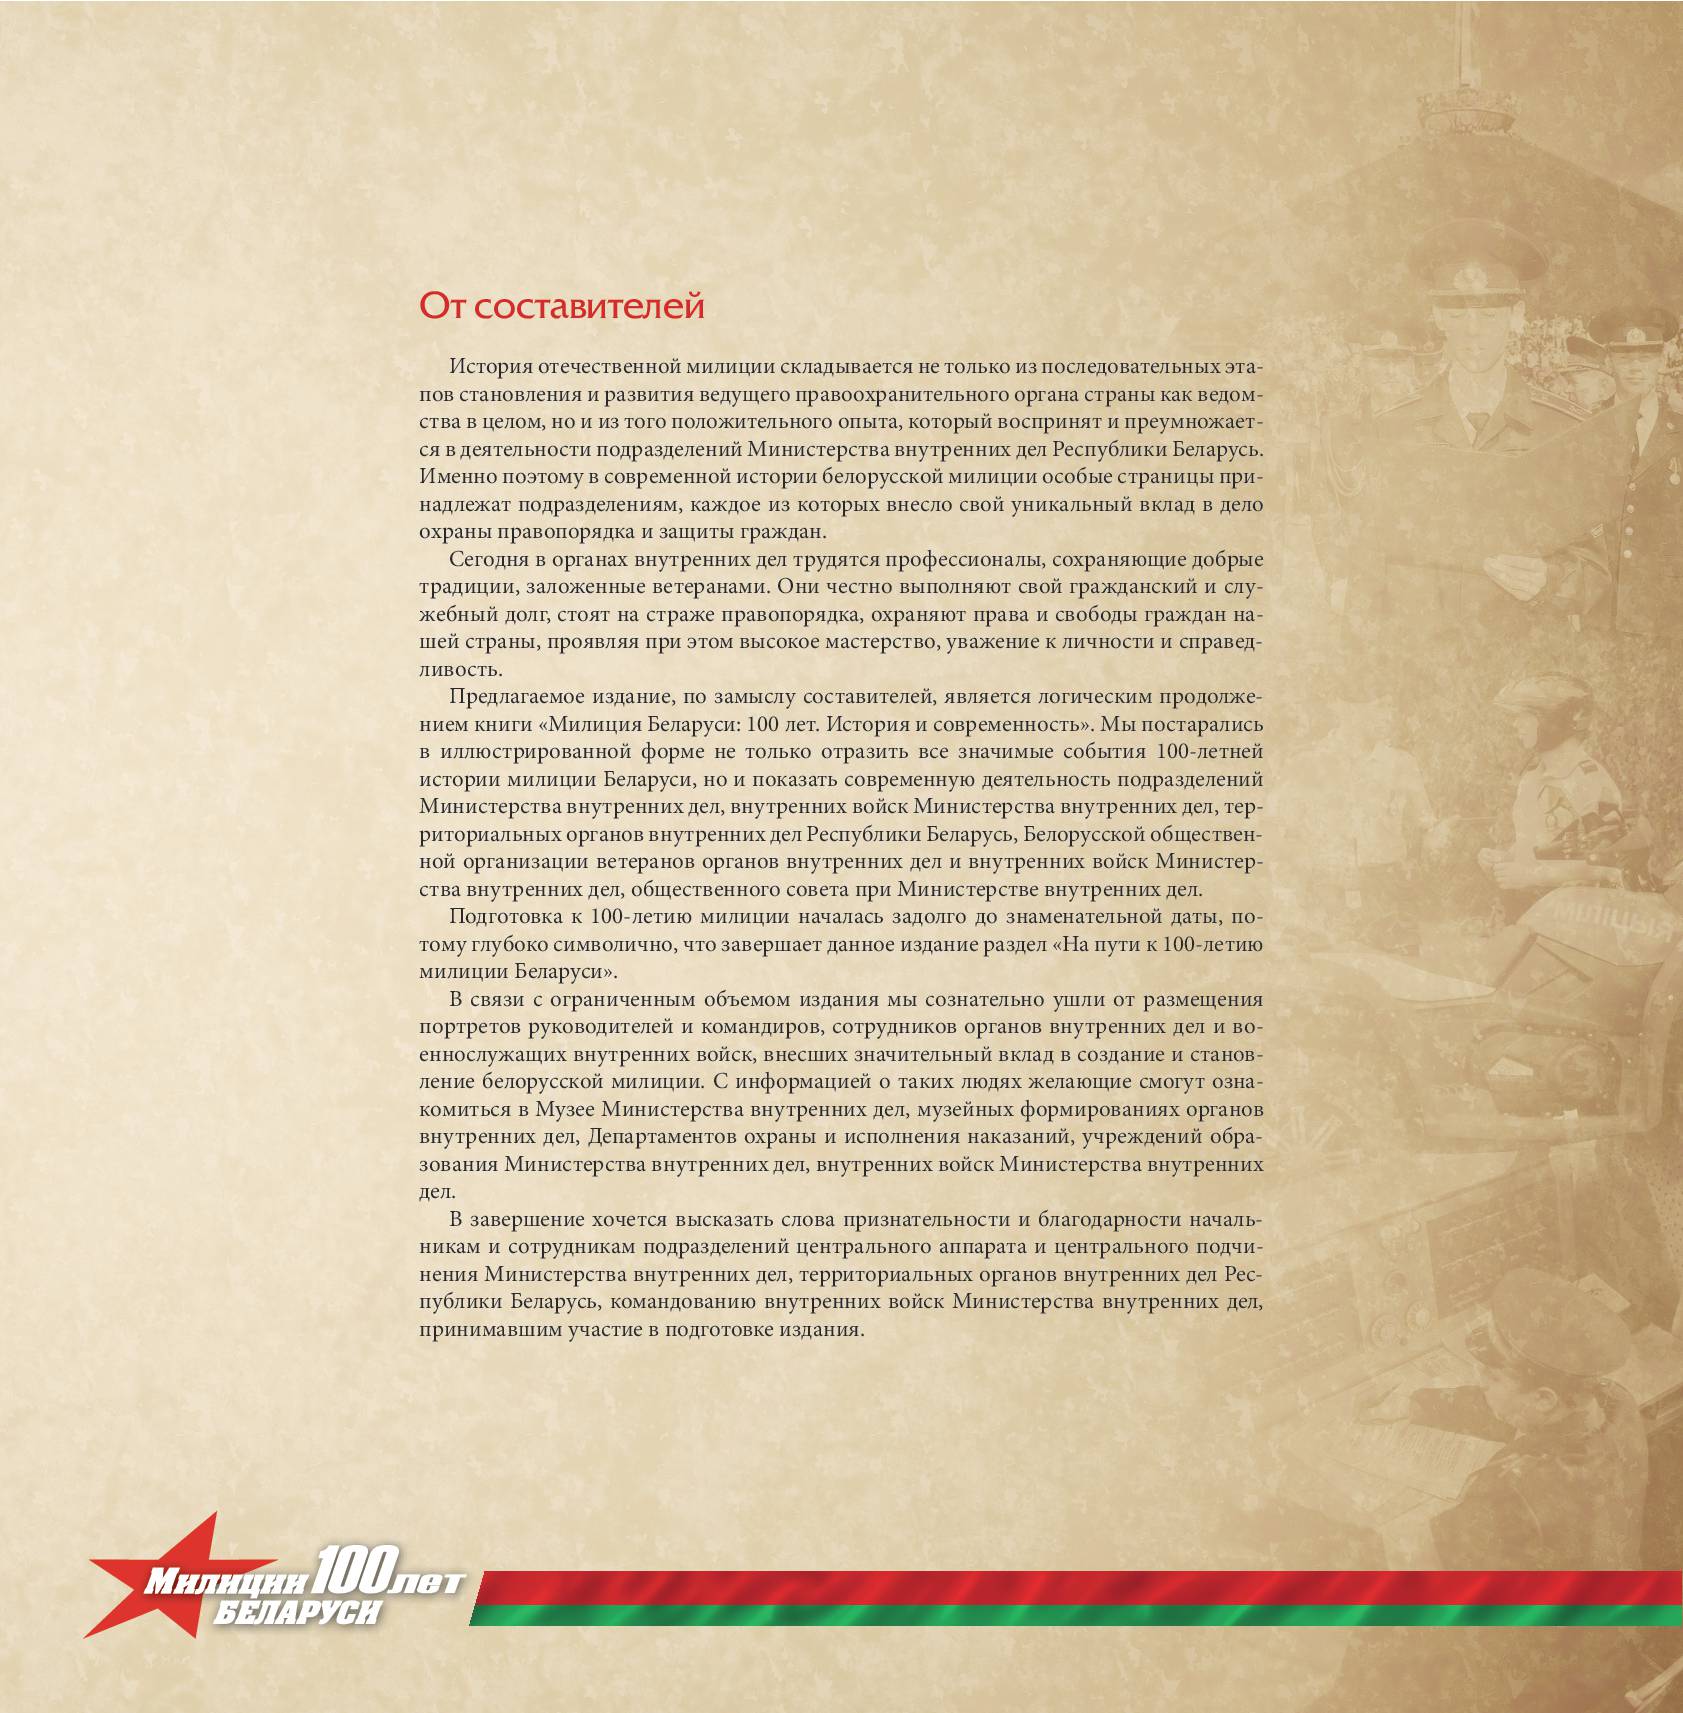 От составителей
История отечественной милиции складывается не только из последовательных эта-
пов становления и развития ведущего правоохранительного органа страны как ведом-
ства в целом, но и из того положительного опыта, который воспринят и преумножает-
ся в деятельности подразделений Министерства внутренних дел Республики Беларусь.
Именно поэтому в современной истории белорусской милиции особые страницы при-
надлежат подразделениям, каждое из которых внесло свой уникальный вклад в дело
охраны правопорядка и защиты граждан.
Сегодня в органах внутренних дел трудятся профессионалы, сохраняющие добрые
традиции, заложенные ветеранами. Они честно выполняют свой гражданский и слу-
жебный долг, стоят на страже правопорядка, охраняют права и свободы граждан на-
шей страны, проявляя при этом высокое мастерство, уважение к личности и справед-
ливость.
Предлагаемое издание, по замыслу составителей, является логическим продолже-
нием книги «Милиция Беларуси: 100 лет. История и современность». Мы постарались
в иллюстрированной форме не только отразить все значимые события 100-летней
истории милиции Беларуси, но и показать современную деятельность подразделений
Министерства внутренних дел, внутренних войск Министерства внутренних дел, тер-
риториальных органов внутренних дел Республики Беларусь, Белорусской обществен-
ной организации ветеранов органов внутренних дел и внутренних войск Министер-
ства внутренних дел, общественного совета при Министерстве внутренних дел.
Подготовка к 100-летию милиции началась задолго до знаменательной даты, по-
тому глубоко символично, что завершает данное издание раздел «На пути к 100-летию
милиции Беларуси».
В связи с ограниченным объемом издания мы сознательно ушли от размещения
портретов руководителей и командиров, сотрудников органов внутренних дел и во-
еннослужащих внутренних войск, внесших значительный вклад в создание и станов-
ление белорусской милиции. С информацией о таких людях желающие смогут озна-
комиться в Музее Министерства внутренних дел, музейных формированиях органов
внутренних дел, Департаментов охраны и исполнения наказаний, учреждений обра-
зования Министерства внутренних дел, внутренних войск Министерства внутренних
дел.
В завершение хочется высказать слова признательности и благодарности началь-
никам и сотрудникам подразделений центрального аппарата и центрального подчи-
нения Министерства внутренних дел, территориальных органов внутренних дел Рес-
публики Беларусь, командованию внутренних войск Министерства внутренних дел,
принимавшим участие в подготовке издания.
МИЛІЦЫЯ
Милиции 100 лет
БЕЛАРУСИ